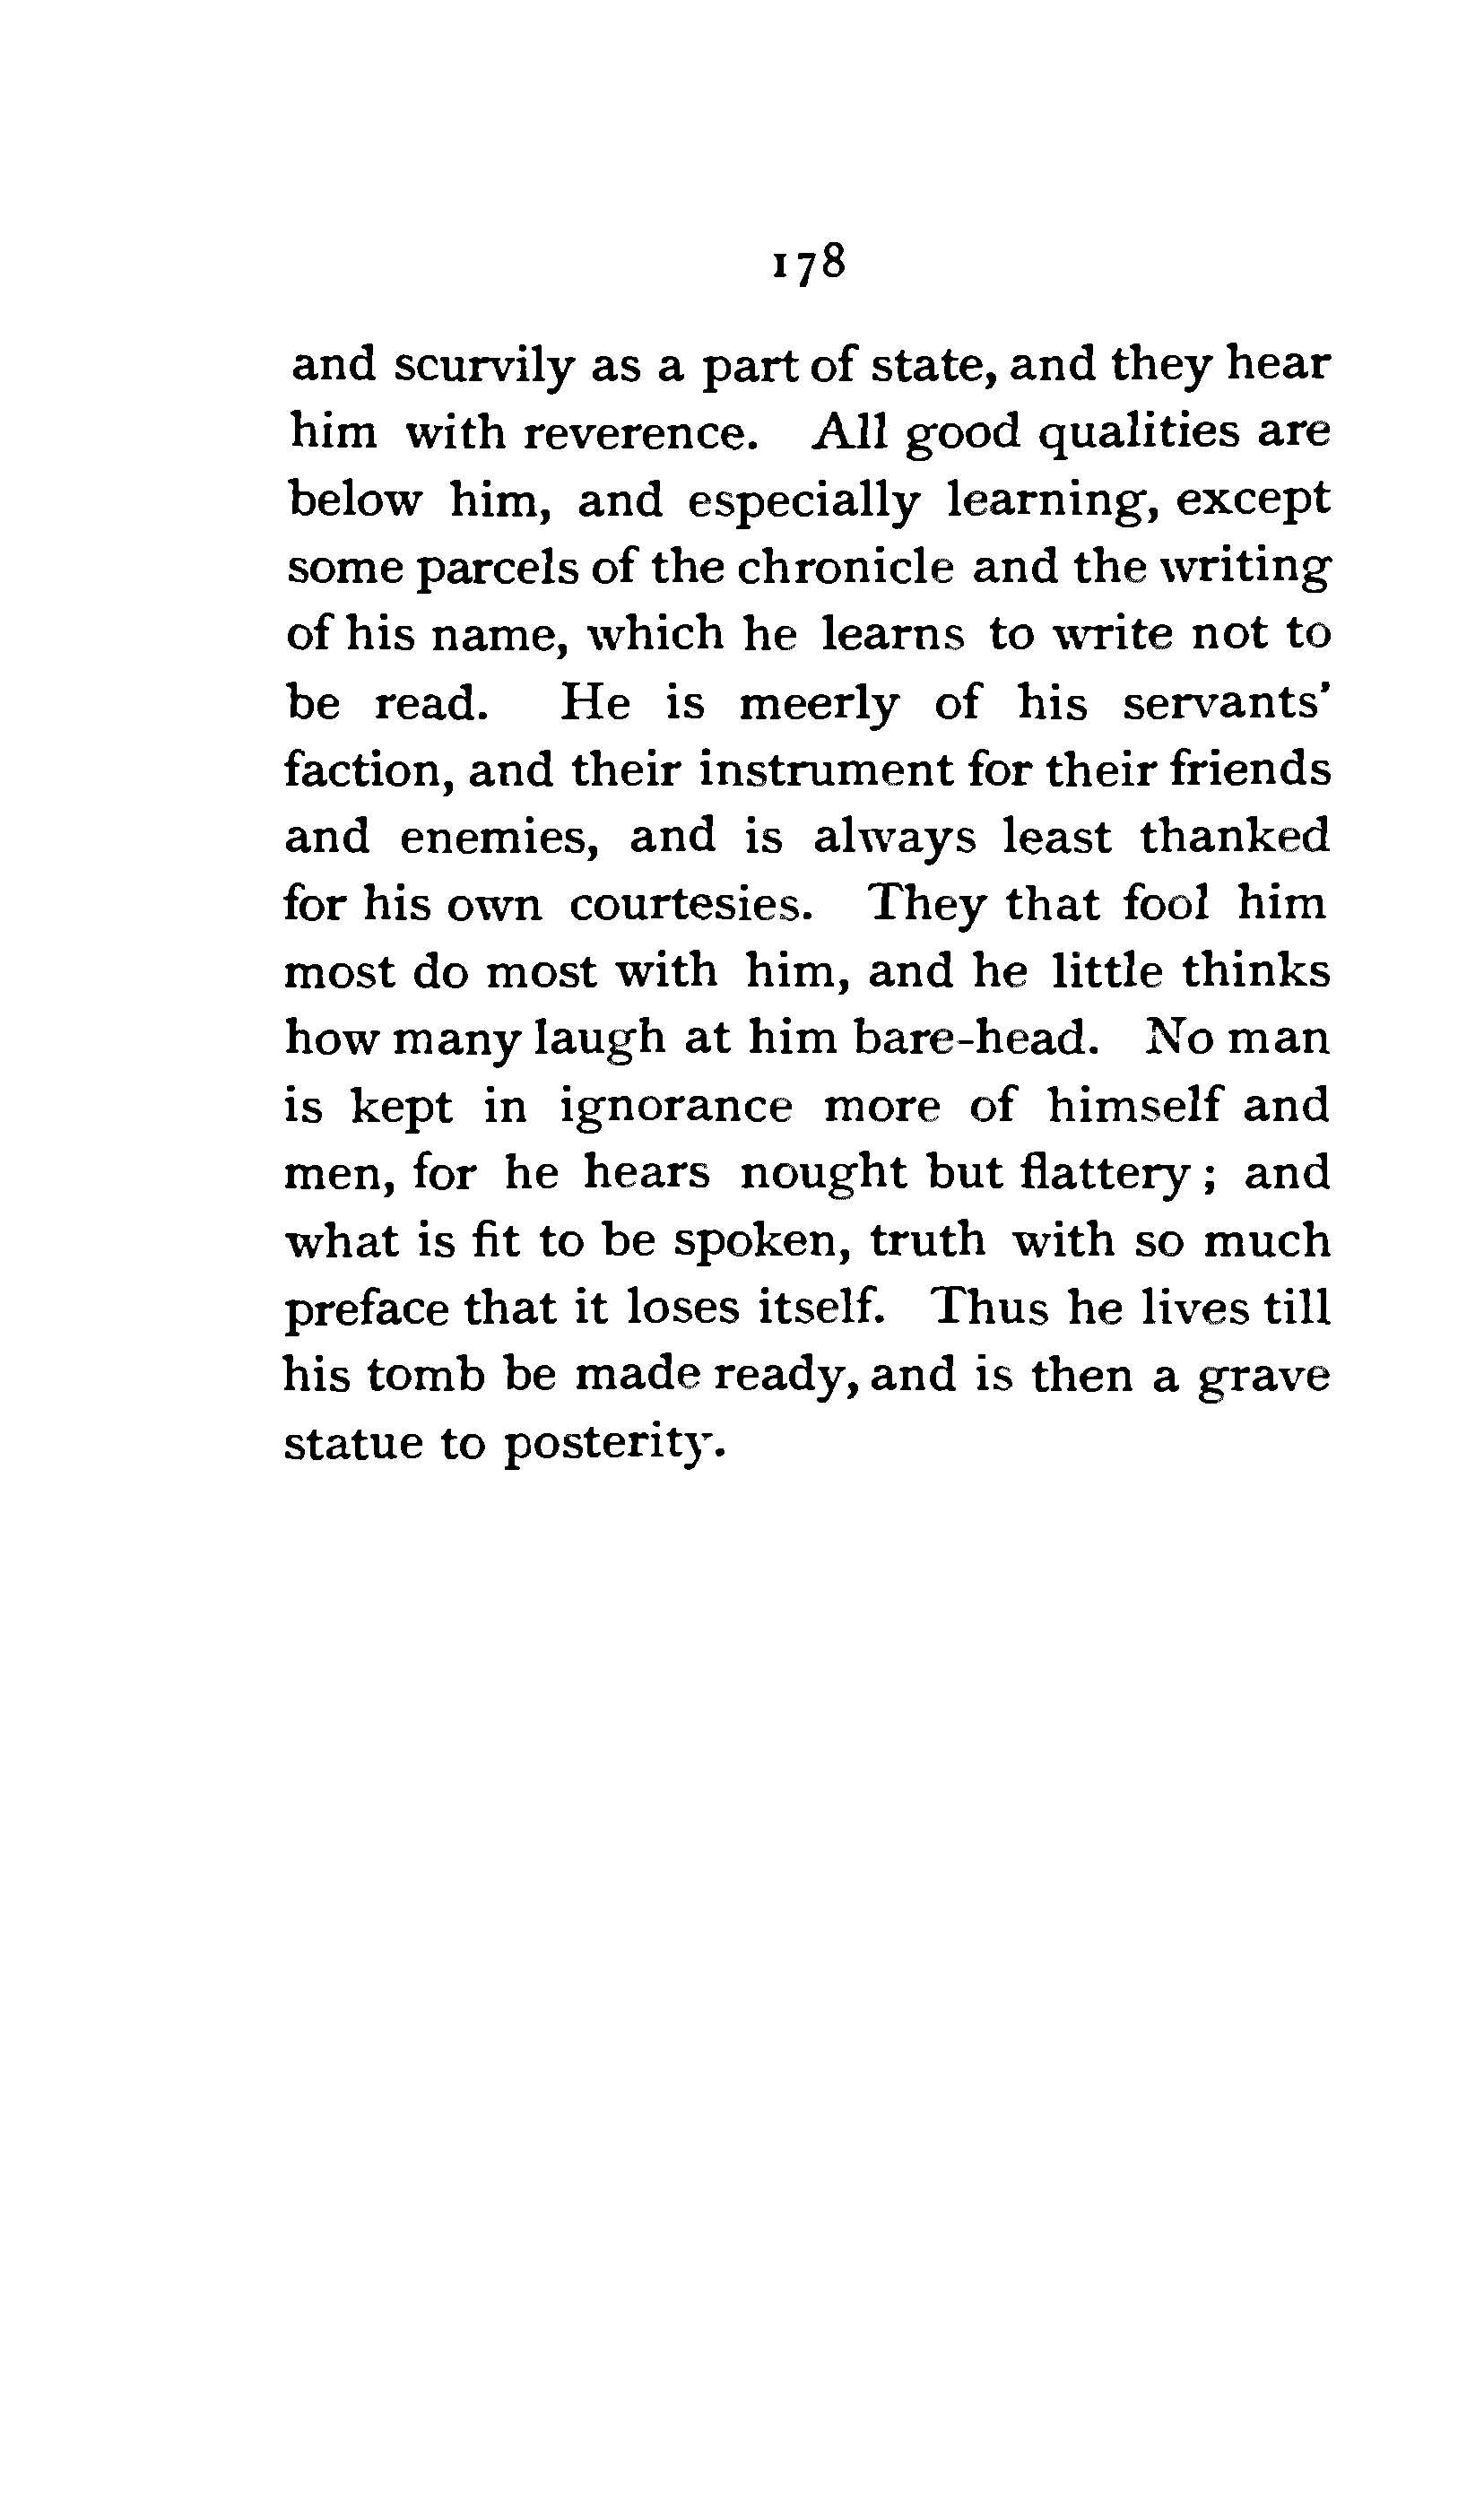 178
and scurvily as a part of state, and they hear
him with reverence. All good qualities are
below him, and especially learning, except
some parcels of the chronicle and the writing
of his name, which he learns to write not to
be read. He is meerly of his servants'
faction, and their instrument for their friends
and enemies, and is always least thanked
for his own courtesies. They that fool him
most do most with him, and he little thinks
how many laugh at him bare-head. No man
is kept in ignorance more of himself and
men, for he hears nought but flattery ; and
what is fit to be spoken, truth with so much
preface that it loses itself. Thus he lives till
his tomb be made ready, and is then a grave
statue to posterity.